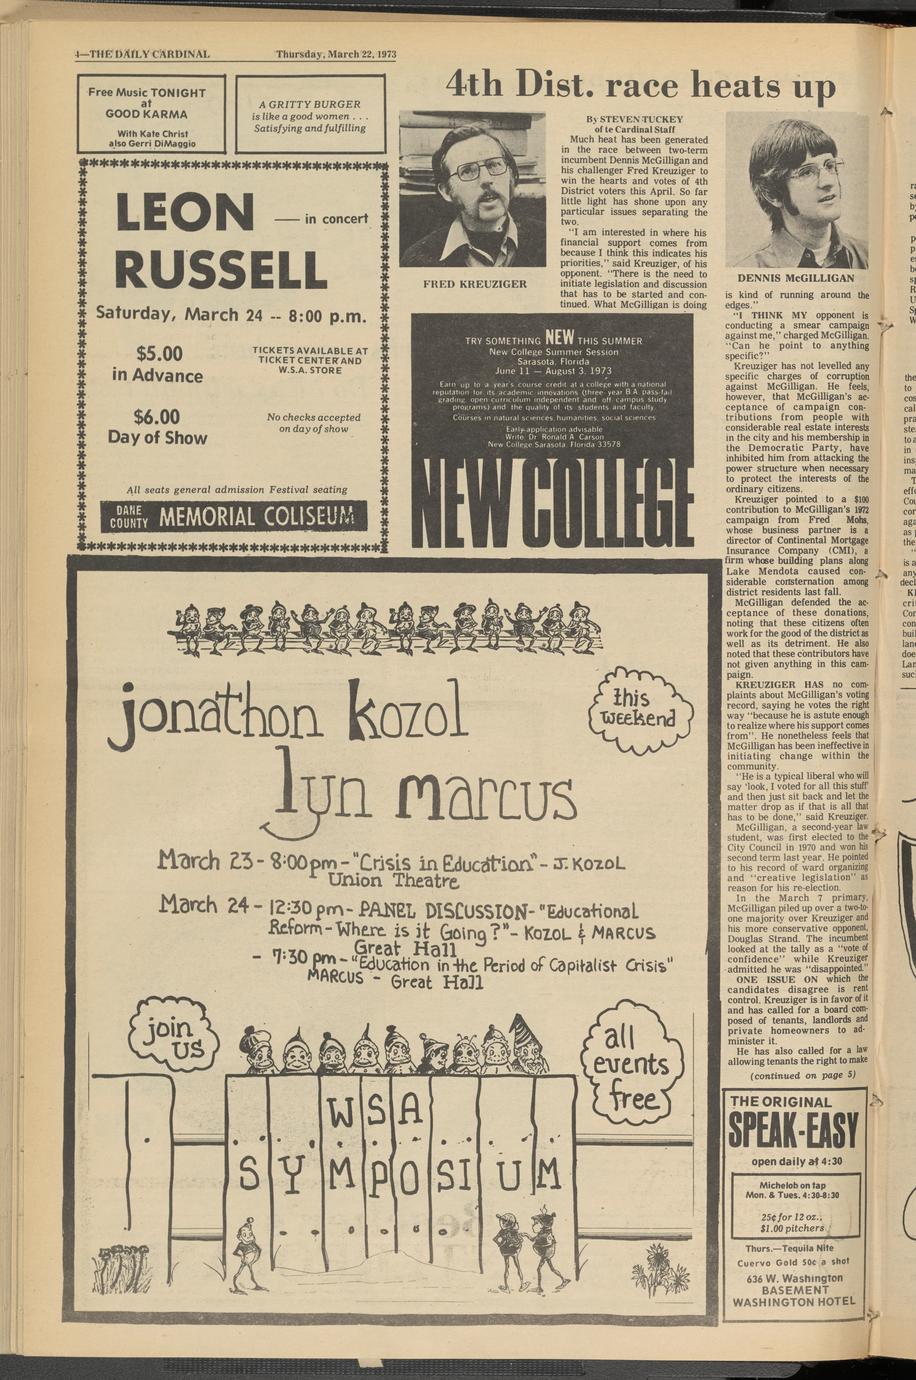 4—THE DAILY CARDINAL
Thursday, March 22, 1973
Free Music TONIGHT
at
GOOD KARMA
With Kate Christ
also Gerri DiMaggio
A GRITTY BURGER
is like a good women . . .
Satisfying and fulfilling
LEON
— in concert
RUSSELL
Saturday, March 24 -- 8:00 p.m.
$5.00
in Advance
TICKETS AVAILABLE AT
TICKET CENTER AND
W.S.A. STORE
$6.00
Day of Show
No checks accepted
on day of show
All seats general admission Festival seating
DANE
COUNTY
MEMORIAL COLISEUM
4th Dist. race heats up
FRED KREUZIGER
By STEVEN TUCKEY
of te Cardinal Staff
Much heat has been generated
in the race between two-term
incumbent Dennis McGilligan and
his challenger Fred Kreuziger to
win the hearts and votes of 4th
District voters this April. So far
little light has shone upon any
particular issues separating the
two.
"I am interested in where his
financial support comes from
because I think this indicates his
priorities," said Kreuziger, of his
opponent. "There is the need to
initiate legislation and discussion
that has to be started and con-
tinued. What McGilligan is doing
DENNIS McGILLIGAN
is kind of running around the
edges."
"I THINK MY opponent is
conducting a smear campaign
against me," charged McGilligan.
"Can he point to anything
specific?"
Kreuziger has not levelled any
specific charges of corruption
against McGilligan. He feels,
however, that McGilligan's ac-
ceptance of campaign con-
tributions from people with
considerable real estate interests
in the city and his membership in
the Democratic Party, have
inhibited him from attacking the
power structure when necessary
to protect the interests of the
ordinary citizens.
Kreuziger pointed to a $100
contribution to McGilligan's 1972
campaign from Fred Mohs,
whose business partner is a
director of Continental Mortgage
Insurance Company (CMI), a
firm whose building plans along
Lake Mendota caused con-
siderable consternation among
district residents last fall.
McGilligan defended the ac-
ceptance of these donations,
noting that these citizens often
work for the good of the district as
well as its detriment. He also
noted that these contributors have
not given anything in this cam-
paign.
KREUZIGER HAS no com-
plaints about McGilligan's voting
record, saying he votes the right
way "because he is astute enough
to realize where his support comes
from". He nonetheless feels that
McGilligan has been ineffective in
initiating change within the
community.
"He is a typical liberal who will
say 'look, I voted for all this stuff'
and then just sit back and let the
matter drop as if that is all that
has to be done," said Kreuziger.
McGilligan, a second-year law
student, was first elected to the
City Council in 1970 and won his
second term last year. He pointed
to his record of ward organizing
and "creative legislation" as
reason for his re-election.
In the March 7 primary,
McGilligan piled up over a two-to-
one majority over Kreuziger and
his more conservative opponent,
Douglas Strand. The incumbent
looked at the tally as a "vote of
confidence" while Kreuziger
admitted he was "disappointed."
ONE ISSUE ON which the
candidates disagree is rent
control. Kreuziger is in favor of it
and has called for a board com-
posed of tenants, landlords and
private homeowners to ad-
minister it.
He has also called for a law
allowing tenants the right to make
(continued on page 5)
TRY SOMETHING NEW THIS SUMMER
New College Summer Session
Sarasota, Florida
June 11 — August 3, 1973
Earn up to a year's course credit at a college with a national
reputation for its academic innovations (three year B.A. pass-fail
grading, open curriculum independent and off campus study
programs) and the quality of its students and faculty.
Courses in natural sciences, humanities, social sciences
Early application advisable
Write: Dr. Ronald A. Carson
New College Sarasota, Florida 33578
NEW COLLEGE
jonathon kozol
this
weekend
lyn marcus
March 23 - 8:00 pm - "Crisis in Education" - J. KOZOL
Union Theatre
March 24 - 12:30 pm - PANEL DISCUSSION - "Educational
Reform - Where is it Going?" - KOZOL & MARCUS
Great Hall
- 7:30 pm - "Education in the Period of Capitalist Crisis"
MARCUS - Great Hall
join
us
all
events
free
WSA
SYMPOSIUM
THE ORIGINAL
SPEAK-EASY
open daily at 4:30
Michelob on tap
Mon. & Tues. 4:30-8:30
25¢ for 12 oz.,
$1.00 pitchers
Thurs.—Tequila Nite
Cuervo Gold 50¢ a shot
636 W. Washington
BASEMENT
WASHINGTON HOTEL